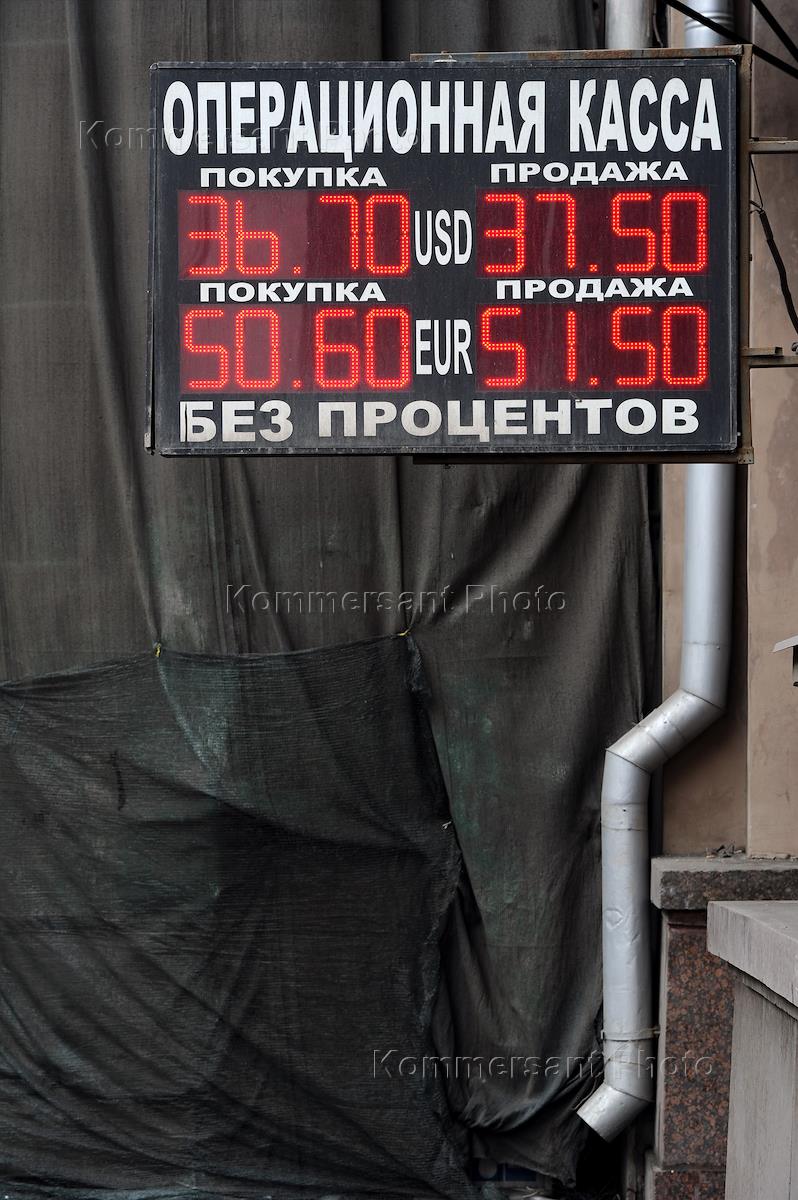 ОПЕРАЦИОННАЯ КАССА
ПОКУПКА ПРОДАЖА
36.70 USD 37.50
ПОКУПКА ПРОДАЖА
50.60 EUR 51.50
БЕЗ ПРОЦЕНТОВ
Kommersant Photo
Kommersant Photo
Kommersant Photo